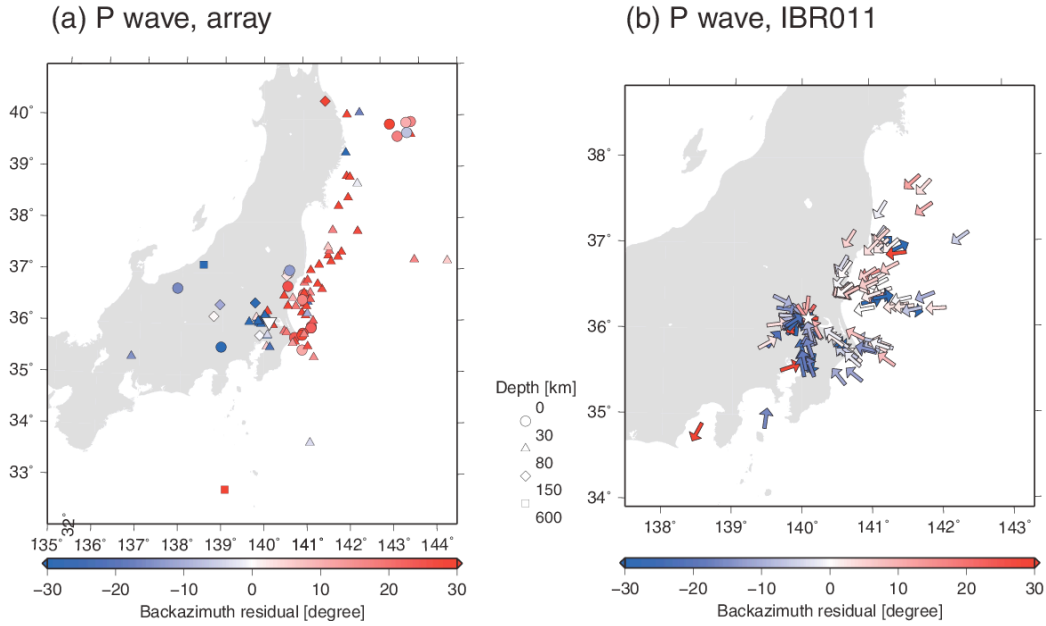 (a) P wave, array
(b) P wave, IBR011
40°
39°
38°
37°
36°
35°
34°
33°
32°
135° 136° 137° 138° 139° 140° 141° 142° 143° 144°
38°
37°
36°
35°
34°
138° 139° 140° 141° 142° 143°
Depth [km]
0
30
80
150
600
−30 −20 −10 0 10 20 30
Backazimuth residual [degree]
−30 −20 −10 0 10 20 30
Backazimuth residual [degree]